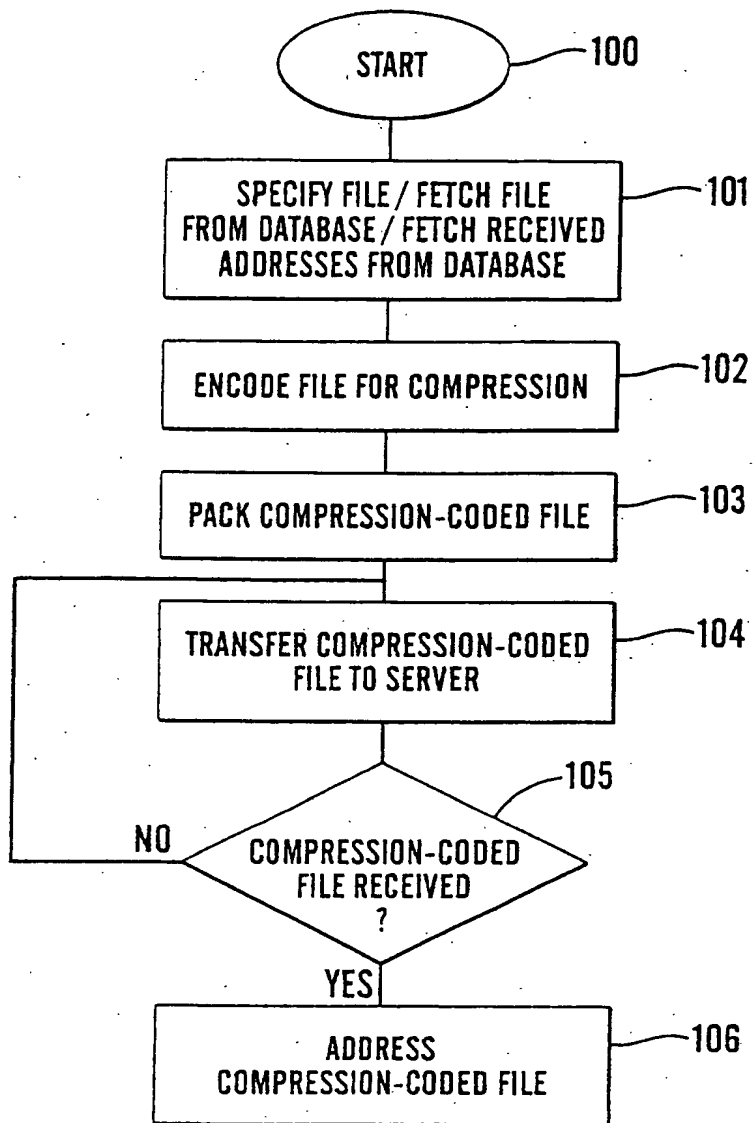 START
100
SPECIFY FILE / FETCH FILE
FROM DATABASE / FETCH RECEIVED
ADDRESSES FROM DATABASE
101
ENCODE FILE FOR COMPRESSION
102
PACK COMPRESSION-CODED FILE
103
TRANSFER COMPRESSION-CODED
FILE TO SERVER
104
COMPRESSION-CODED
FILE RECEIVED
?
105
NO
YES
ADDRESS
COMPRESSION-CODED FILE
106